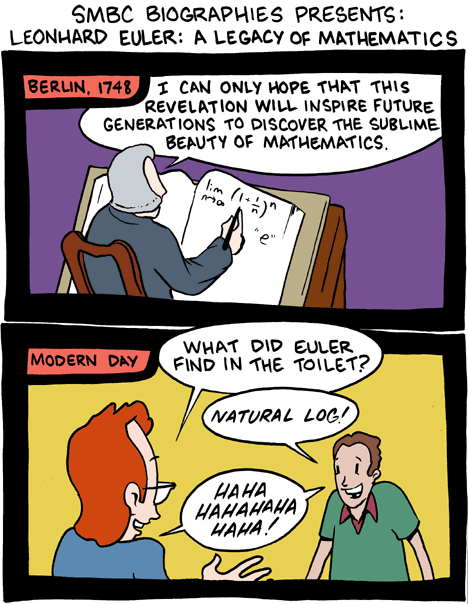 SMBC BIOGRAPHIES PRESENTS:
LEONHARD EULER: A LEGACY OF MATHEMATICS
BERLIN, 1748
I CAN ONLY HOPE THAT THIS
REVELATION WILL INSPIRE FUTURE
GENERATIONS TO DISCOVER THE SUBLIME
BEAUTY OF MATHEMATICS.
lim n→∞ (1+1/n)^n
"e"
MODERN DAY
WHAT DID EULER
FIND IN THE TOILET?
NATURAL LOG!
HAHA
HAHAHAHA
HAHA!